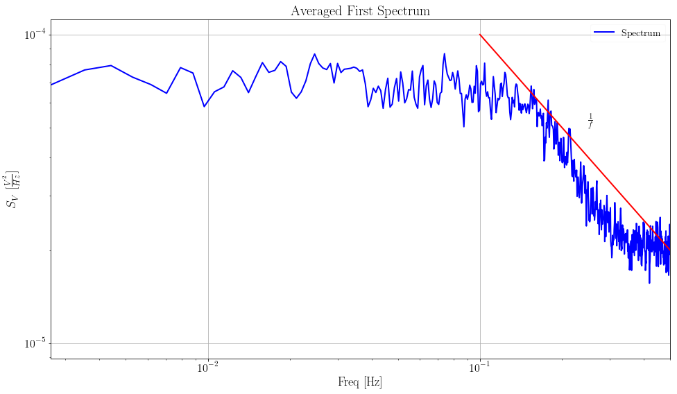 Averaged First Spectrum
10⁻⁴
Spectrum
1/f
S_V [V²/Hz]
10⁻⁵
10⁻² 10⁻¹
Freq [Hz]